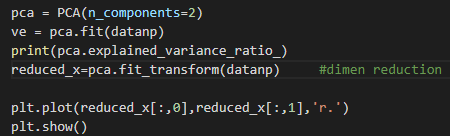 pca = PCA(n_components=2)
ve = pca.fit(datanp)
print(pca.explained_variance_ratio_)
reduced_x=pca.fit_transform(datanp)     #dimen reduction
plt.plot(reduced_x[:,0],reduced_x[:,1],'r.')
plt.show()